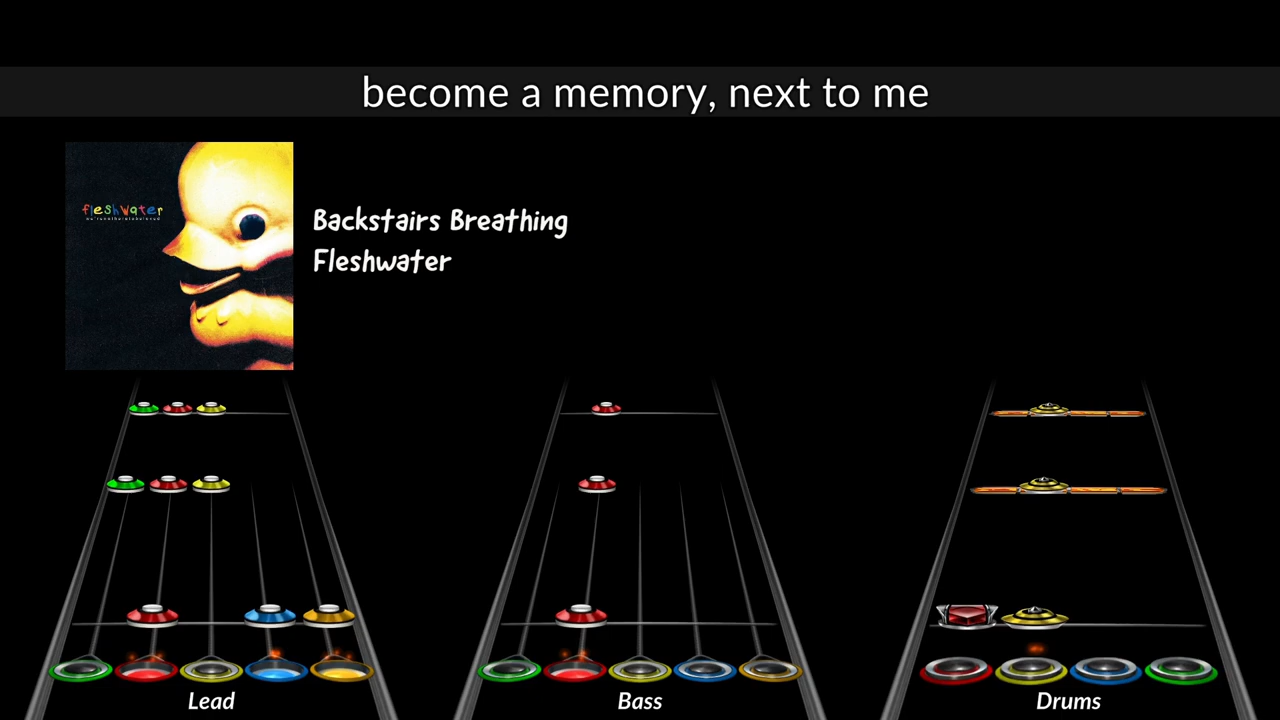 become a memory, next to me
fleshwater
Backstairs Breathing
Fleshwater
Lead
Bass
Drums